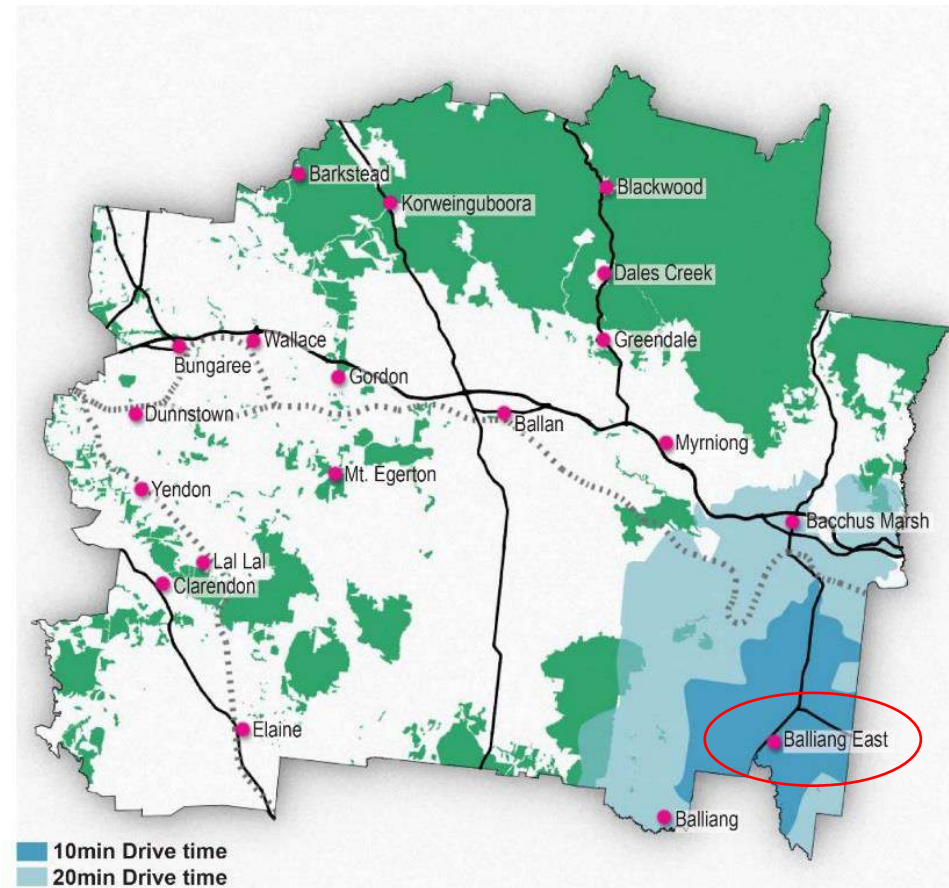 Barkstead
Blackwood
Korweinguboora
Dales Creek
Wallace
Greendale
Bungaree
Gordon
Dunnstown
Ballan
Myrniong
Mt. Egerton
Yendon
Bacchus Marsh
Lal Lal
Clarendon
Elaine
Balliang East
Balliang
10min Drive time
20min Drive time